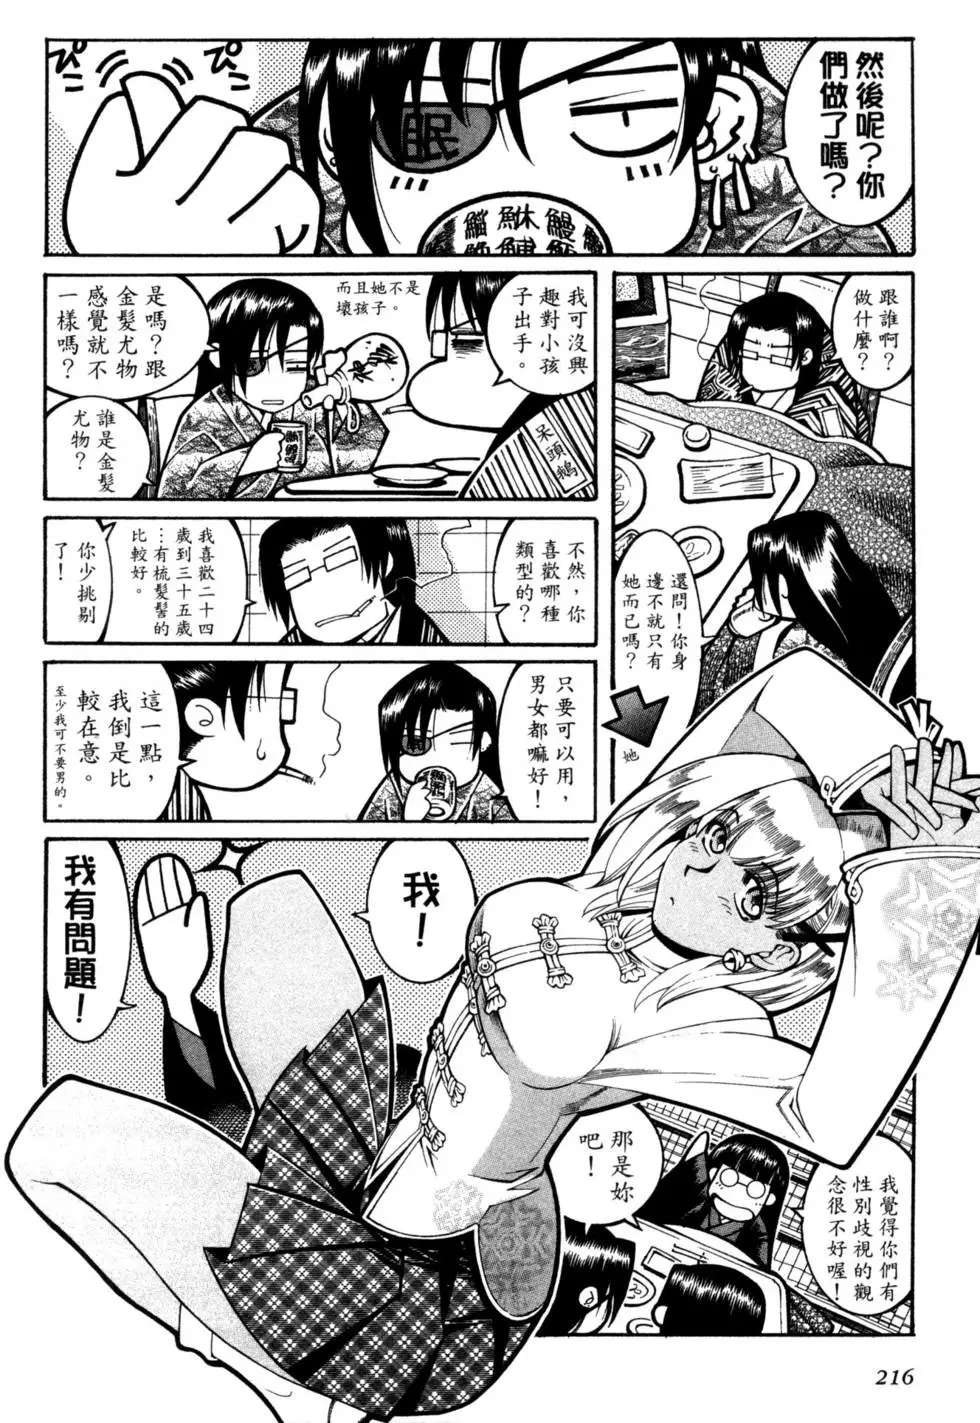 然後呢?你
們做了嗎?
ぴ
ぴ
眠
鯔
鮴
鰻
跟誰啊?
做什麼?
還問!你身
邊不就只有
她而已嗎?
她
我可沒興
趣對小孩
子出手。
而且她不是
壞孩子。
呆頭鵝
是嗎?跟
金髮尤物
感覺就不
一樣嗎?
誰是金髮
尤物?
不然,你
喜歡哪種
類型的?
我喜歡二十四
歲到三十五歲
…有梳髮髻的
比較好。
你少挑剔
了!
只要可以用,
男女都嘛好!
這一點,
我倒是比
較在意。
至少我可不要男的。
我!
我有問題!
我覺得你們有
性別歧視的觀
念很不好喔!
那是妳
吧!
216